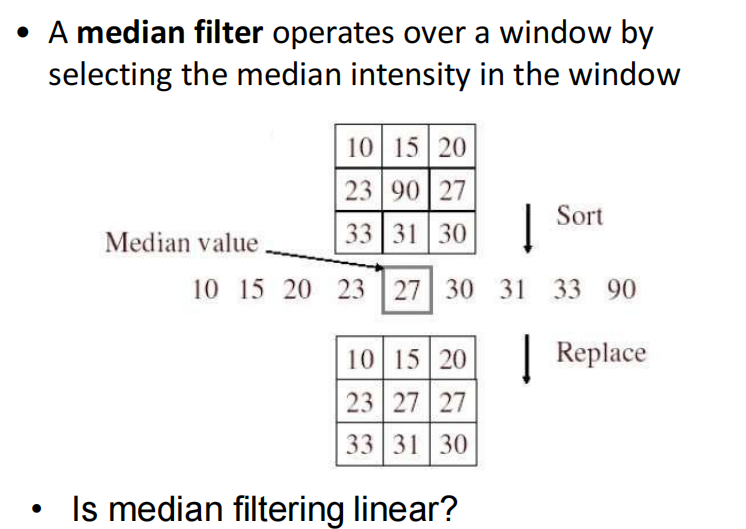 • A median filter operates over a window by
selecting the median intensity in the window
10 15 20
23 90 27
33 31 30
Sort
Median value
10 15 20 23 27 30 31 33 90
10 15 20
23 27 27
33 31 30
Replace
• Is median filtering linear?